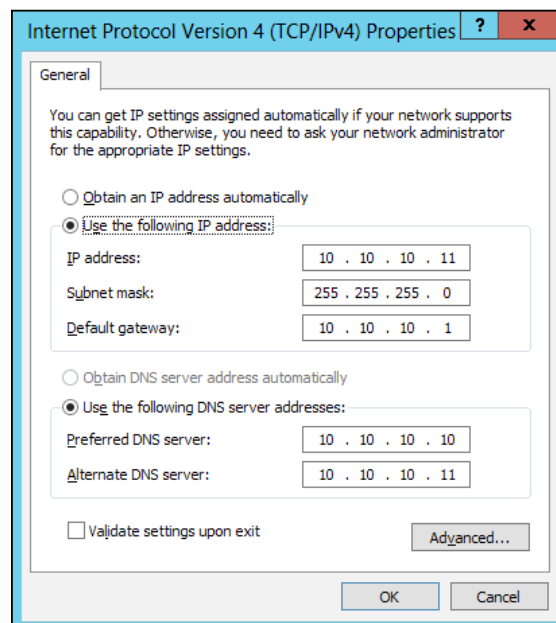 Internet Protocol Version 4 (TCP/IPv4) Properties ? x
General
You can get IP settings assigned automatically if your network supports
this capability. Otherwise, you need to ask your network administrator
for the appropriate IP settings.
Obtain an IP address automatically
Use the following IP address:
IP address: 10 . 10 . 10 . 11
Subnet mask: 255 . 255 . 255 . 0
Default gateway: 10 . 10 . 10 . 1
Obtain DNS server address automatically
Use the following DNS server addresses:
Preferred DNS server: 10 . 10 . 10 . 10
Alternate DNS server: 10 . 10 . 10 . 11
Validate settings upon exit
Advanced...
OK Cancel